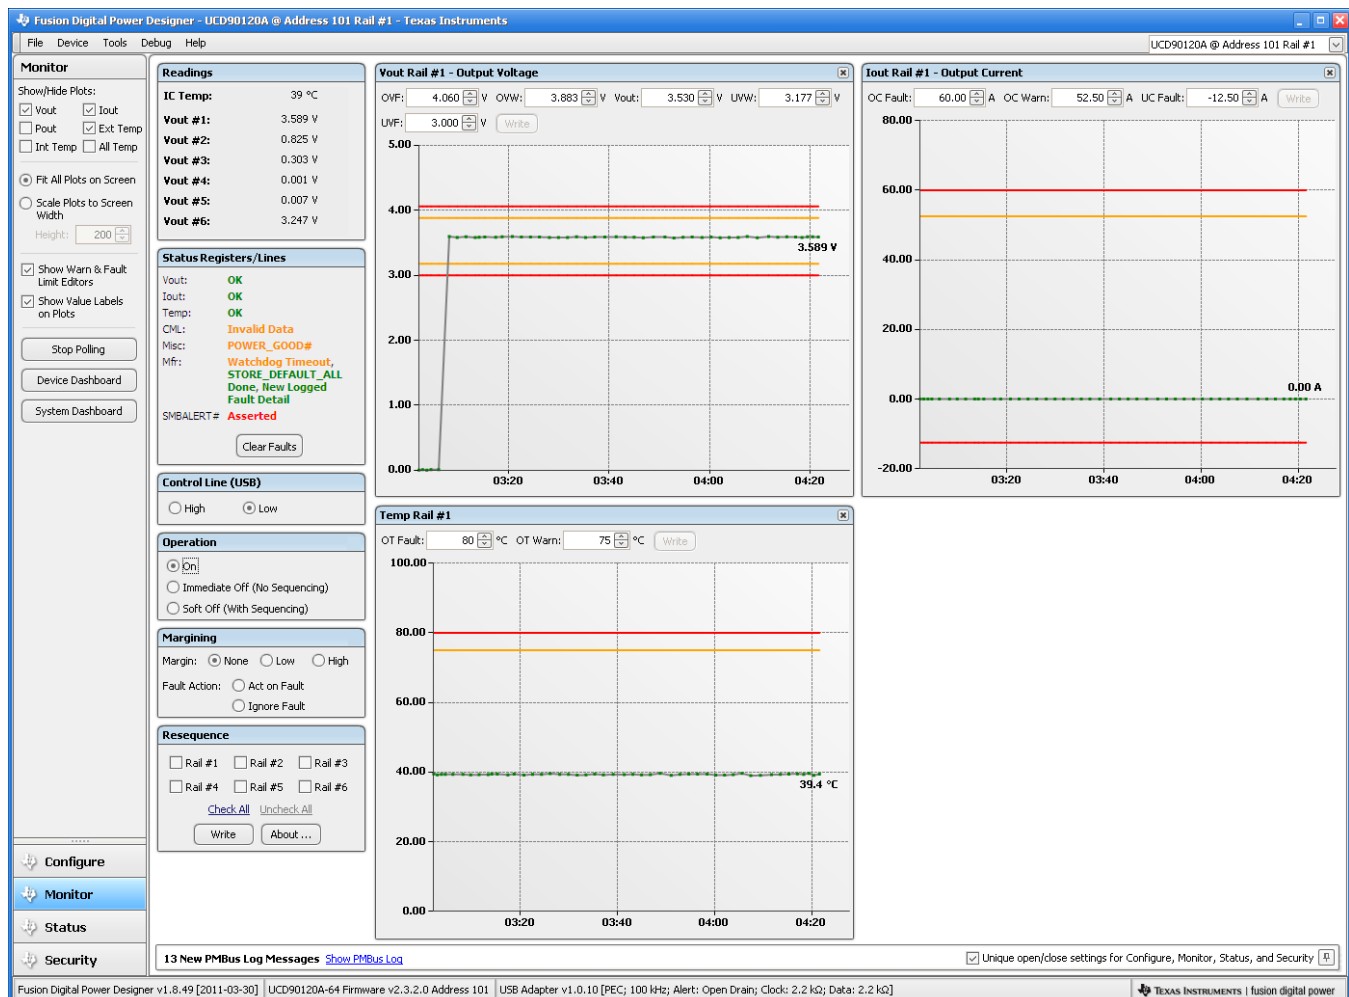 Fusion Digital Power Designer - UCD90120A @ Address 101 Rail #1 - Texas Instruments
File Device Tools Debug Help
UCD90120A @ Address 101 Rail #1
Monitor
Show/Hide Plots:
Vout Iout
Pout Ext Temp
Int Temp All Temp
Fit All Plots on Screen
Scale Plots to Screen
Width
Height: 200
Show Warn & Fault
Limit Editors
Show Value Labels
on Plots
Stop Polling
Device Dashboard
System Dashboard
Configure
Monitor
Status
Security
Readings
IC Temp: 39 °C
Vout #1: 3.589 V
Vout #2: 0.825 V
Vout #3: 0.303 V
Vout #4: 0.001 V
Vout #5: 0.007 V
Vout #6: 3.247 V
Status Registers/Lines
Vout: OK
Iout: OK
Temp: OK
CML: Invalid Data
Misc: POWER_GOOD#
Mfr: Watchdog Timeout,
STORE_DEFAULT_ALL
Done, New Logged
Fault Detail
SMBALERT# Asserted
Clear Faults
Control Line (USB)
High Low
Operation
On
Immediate Off (No Sequencing)
Soft Off (With Sequencing)
Margining
Margin: None Low High
Fault Action: Act on Fault
Ignore Fault
Resequence
Rail #1 Rail #2 Rail #3
Rail #4 Rail #5 Rail #6
Check All Uncheck All
Write About ...
Vout Rail #1 - Output Voltage
OVF: 4.060 V OVW: 3.883 V Vout: 3.530 V UVW: 3.177 V
UVF: 3.000 V Write
5.00
4.00
3.589 V
3.00
2.00
1.00
0.00
03:20 03:40 04:00 04:20
Iout Rail #1 - Output Current
OC Fault: 60.00 A OC Warn: 52.50 A UC Fault: -12.50 A Write
80.00
60.00
40.00
20.00
0.00 A
0.00
-20.00
03:20 03:40 04:00 04:20
Temp Rail #1
OT Fault: 80 °C OT Warn: 75 °C Write
100.00
80.00
60.00
40.00
39.4 °C
20.00
0.00
03:20 03:40 04:00 04:20
13 New PMBus Log Messages Show PMBus Log
Unique open/close settings for Configure, Monitor, Status, and Security
Fusion Digital Power Designer v1.8.49 [2011-03-30] UCD90120A-64 Firmware v2.3.2.0 Address 101 USB Adapter v1.0.10 [PEC; 100 kHz; Alert: Open Drain; Clock: 2.2 kΩ; Data: 2.2 kΩ] TEXAS INSTRUMENTS | fusion digital power